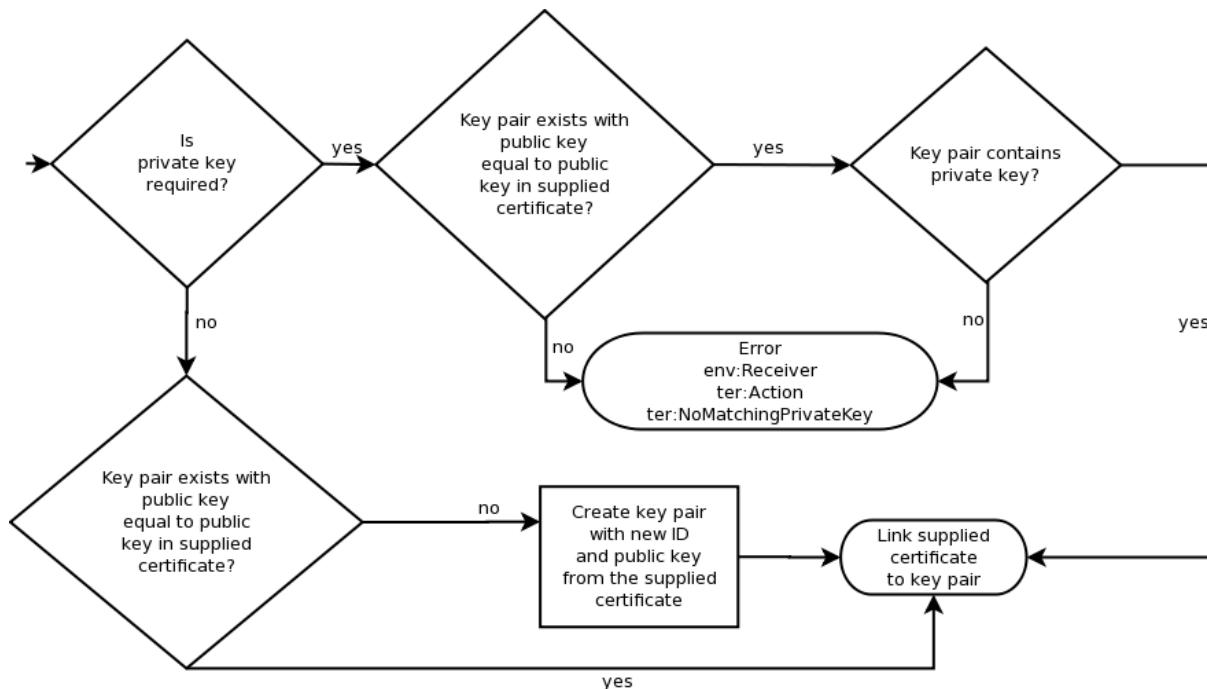 Is
private key
required?
yes
Key pair exists with
public key
equal to public
key in supplied
certificate?
yes
Key pair contains
private key?
no
no
Error
env:Receiver
ter:Action
ter:NoMatchingPrivateKey
no
yes
Key pair exists with
public key
equal to public
key in supplied
certificate?
no
Create key pair
with new ID
and public key
from the supplied
certificate
Link supplied
certificate
to key pair
yes